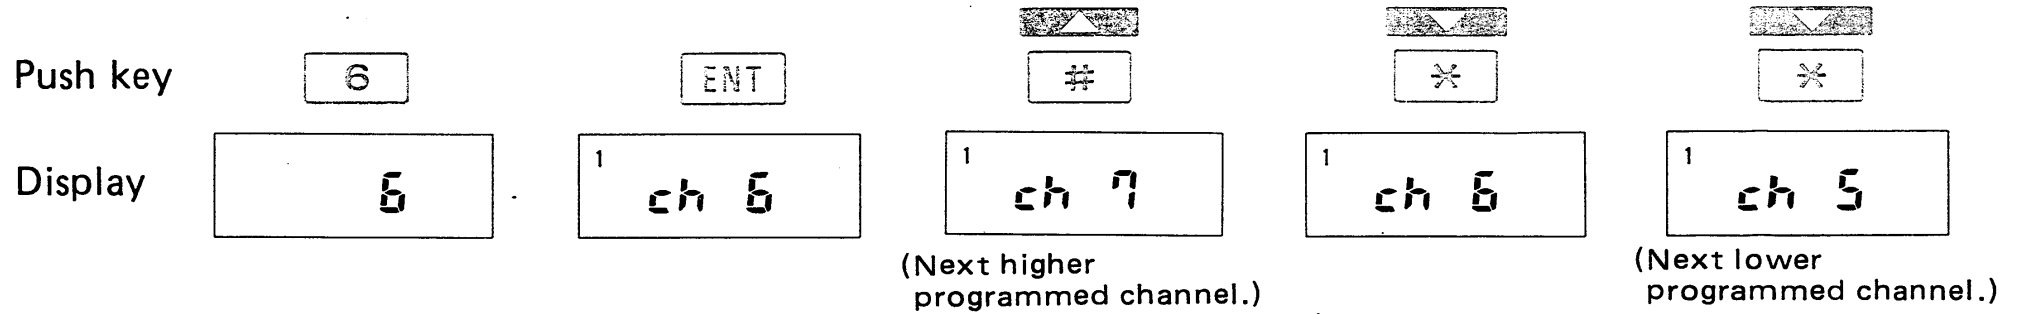 Push key 6 ENT # * *
Display 6 1 ch 6 1 ch 7 1 ch 6 1 ch 5
(Next higher
programmed channel.)
(Next lower
programmed channel.)